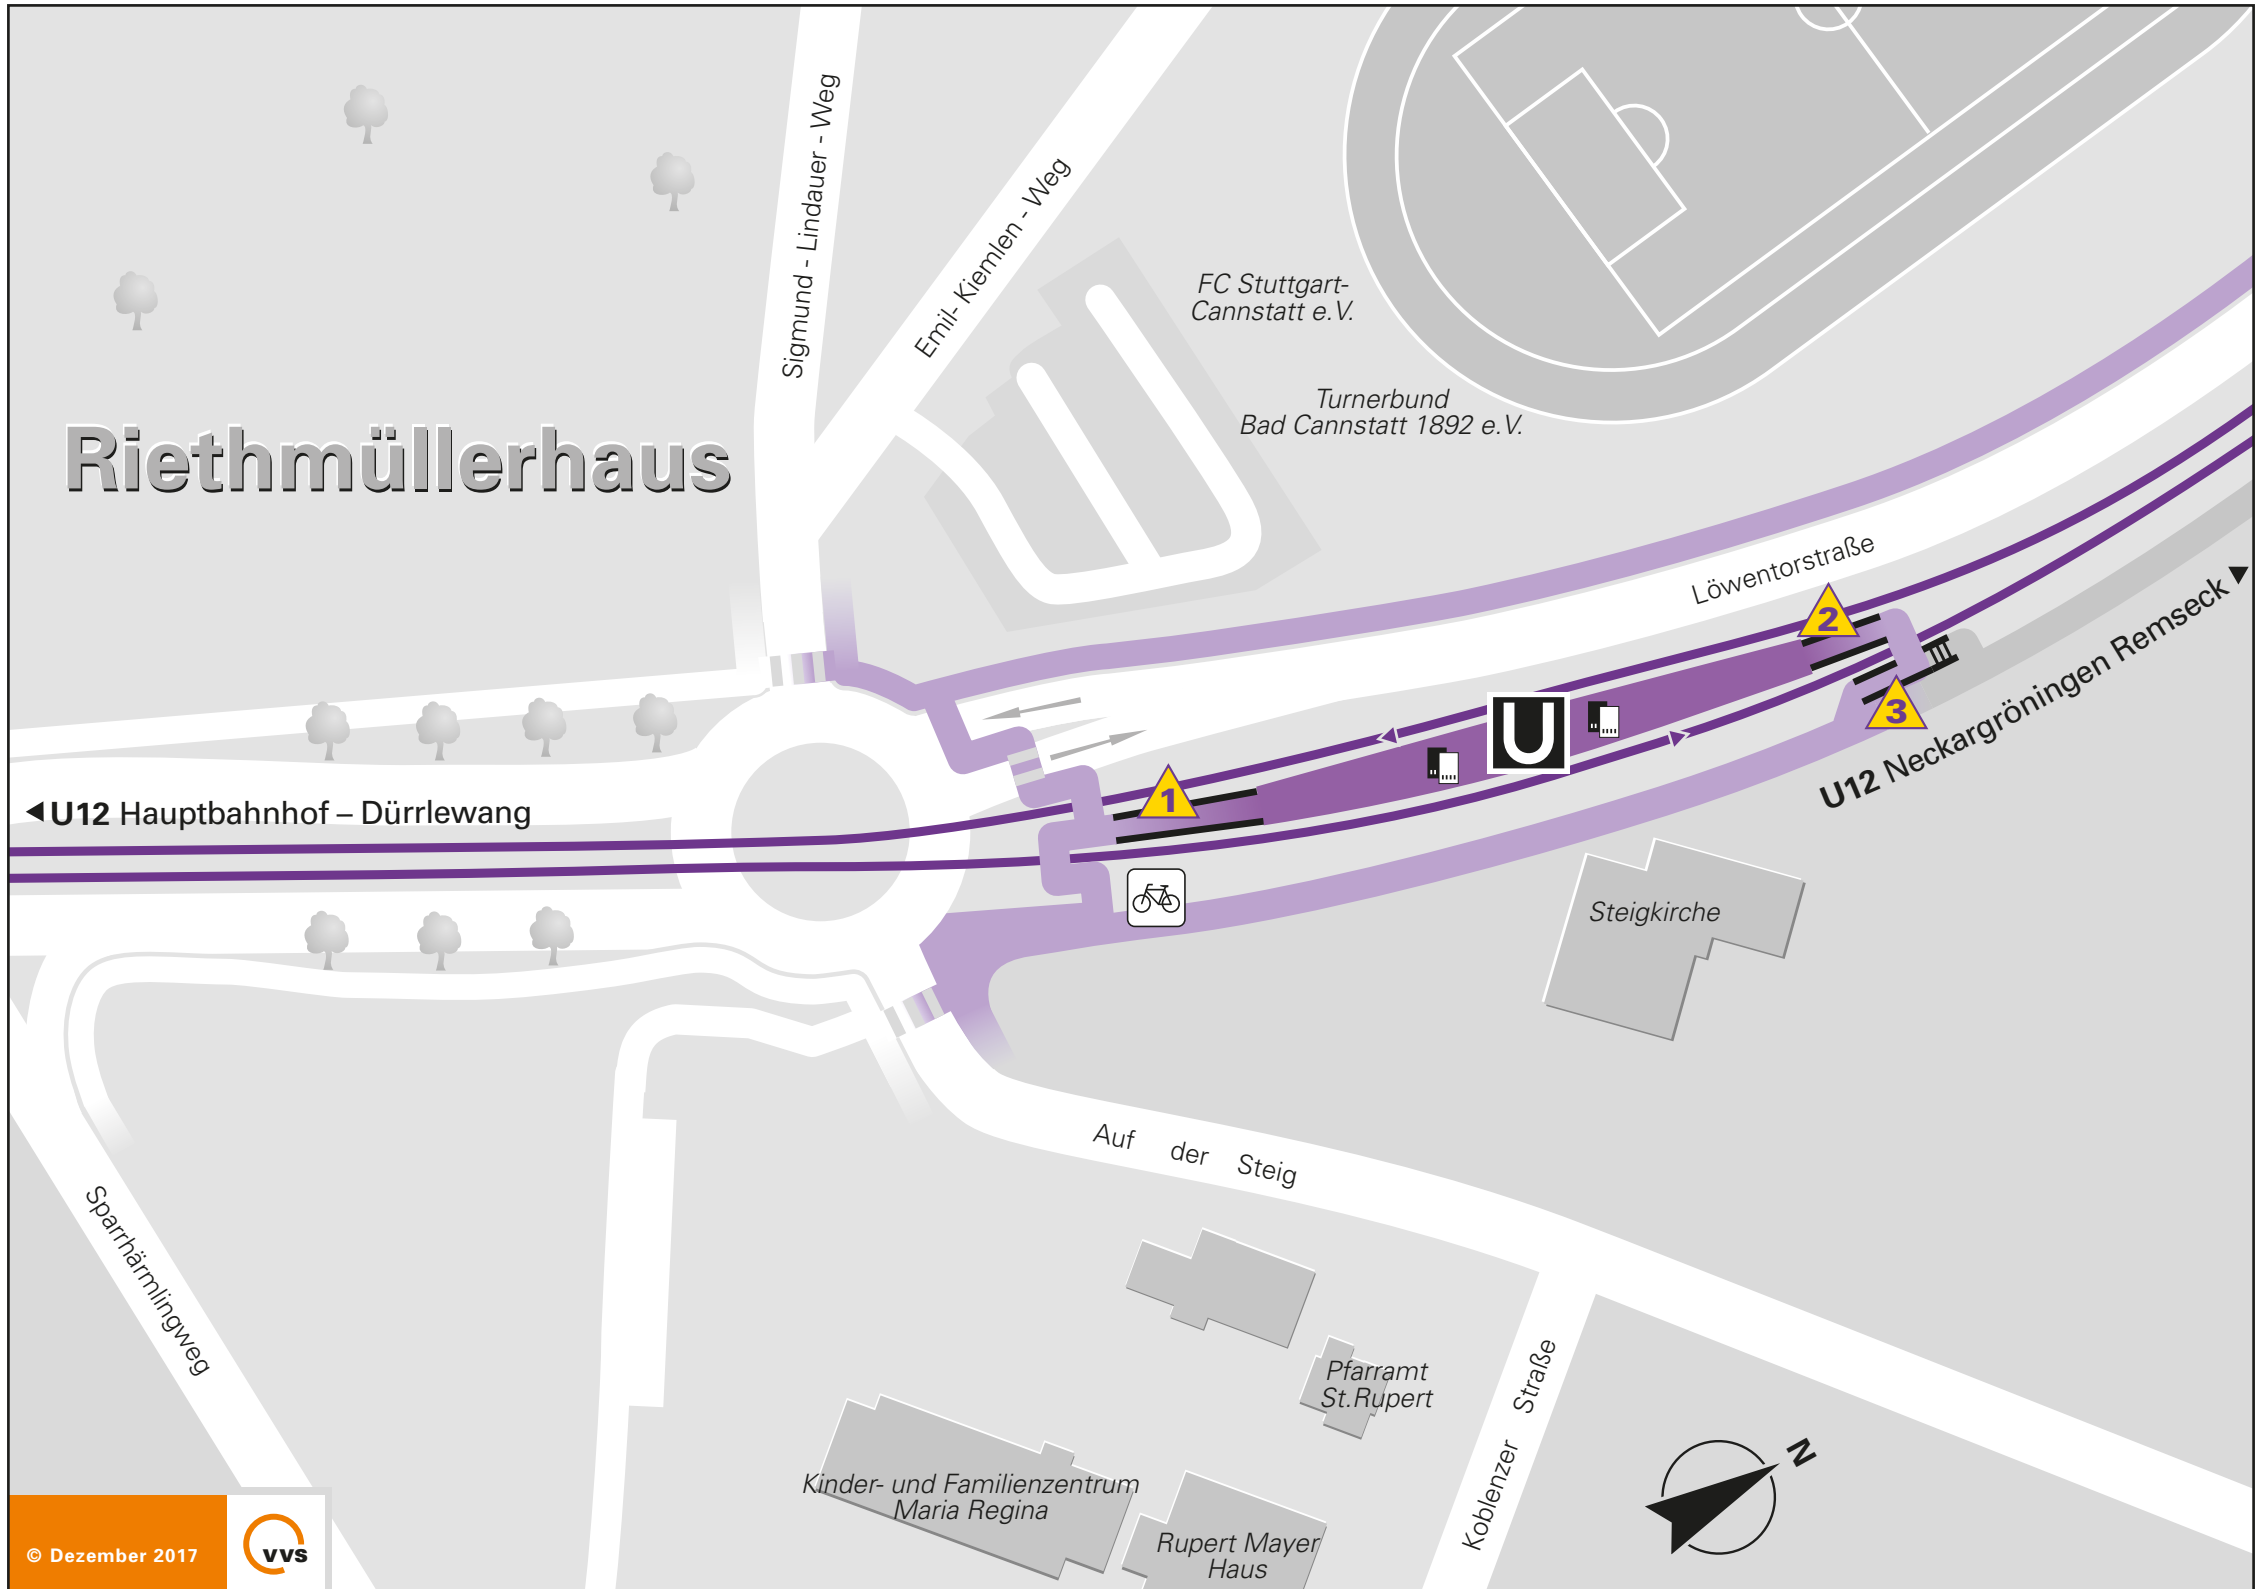 Sigmund - Lindauer - Weg
Emil- Kiemlen - Weg
FC Stuttgart-
Cannstatt e.V.
Turnerbund
Bad Cannstatt 1892 e.V.
Riethmüllerhaus
Löwentorstraße
2
3
U
1
U12 Neckargröningen Remseck
U12 Hauptbahnhof – Dürrlewang
Steigkirche
Auf der Steig
Sparrhärmlingweg
Pfarramt
St.Rupert
Koblenzer Straße
Kinder- und Familienzentrum
Maria Regina
Rupert Mayer
Haus
N
© Dezember 2017
vvs